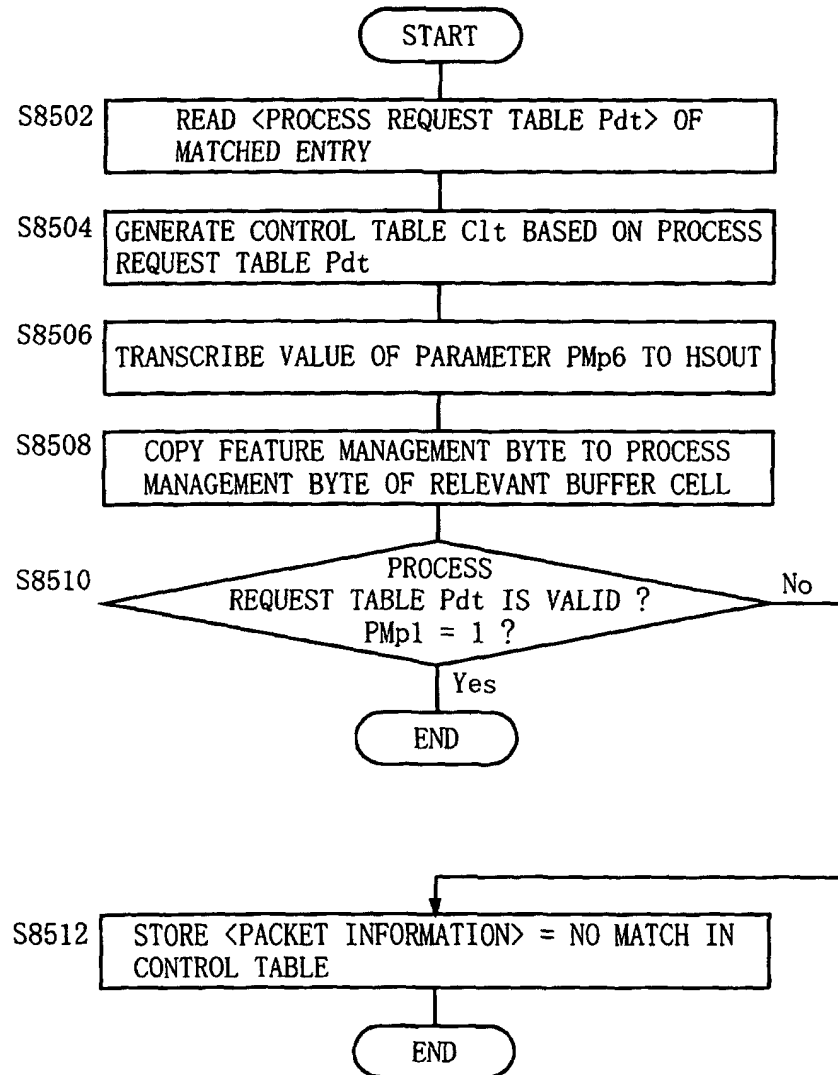 START
S8502
READ <PROCESS REQUEST TABLE Pdt> OF
MATCHED ENTRY
S8504
GENERATE CONTROL TABLE Clt BASED ON PROCESS
REQUEST TABLE Pdt
S8506
TRANSCRIBE VALUE OF PARAMETER PMp6 TO HSOUT
S8508
COPY FEATURE MANAGEMENT BYTE TO PROCESS
MANAGEMENT BYTE OF RELEVANT BUFFER CELL
S8510
PROCESS
REQUEST TABLE Pdt IS VALID ?
PMp1 = 1 ?
No
Yes
END
S8512
STORE <PACKET INFORMATION> = NO MATCH IN
CONTROL TABLE
END